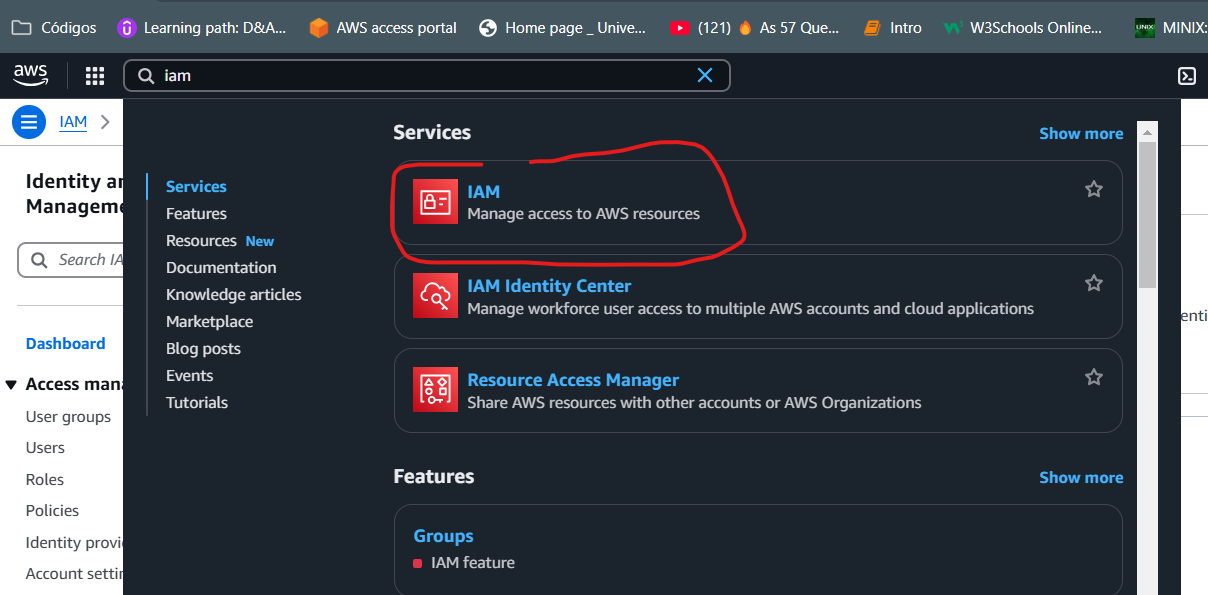 Códigos
Learning path: D&A...
AWS access portal
Home page _ Unive...
(121) 🔥 As 57 Que...
Intro
W3Schools Online...
MINIX:
aws
iam
IAM
Identity an
Manageme
Search IA
Dashboard
Access mana
User groups
Users
Roles
Policies
Identity provi
Account settin
Services
Features
Resources New
Documentation
Knowledge articles
Marketplace
Blog posts
Events
Tutorials
Services
Show more
IAM
Manage access to AWS resources
IAM Identity Center
Manage workforce user access to multiple AWS accounts and cloud applications
Resource Access Manager
Share AWS resources with other accounts or AWS Organizations
Features
Show more
Groups
IAM feature
enti